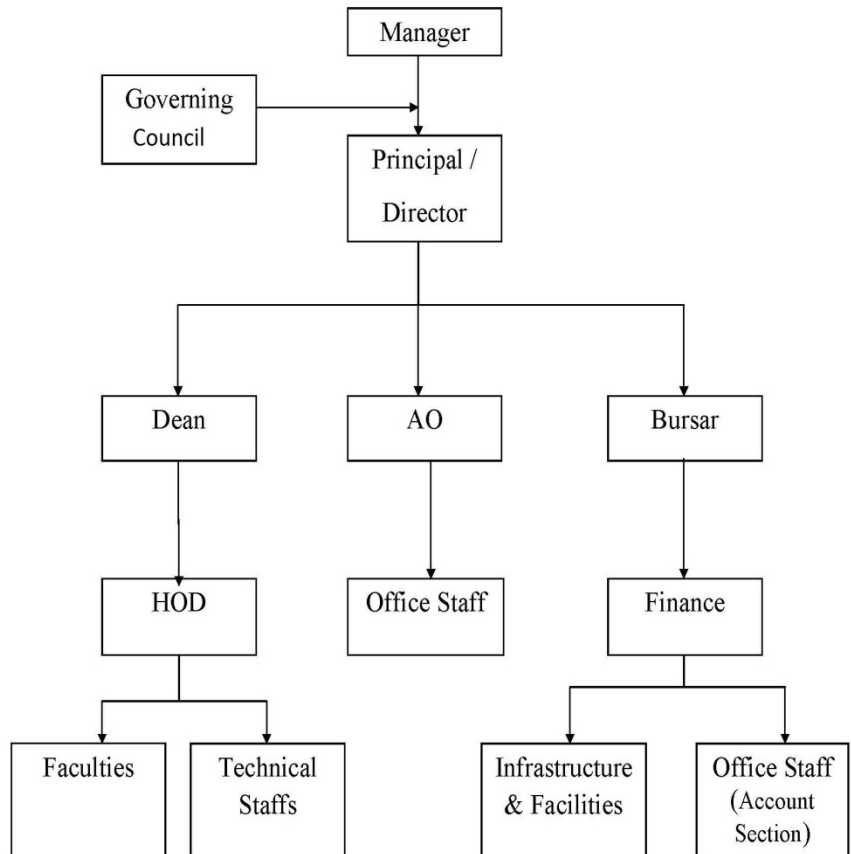 Manager
Governing
Council
Principal /
Director
Dean
AO
Bursar
HOD
Office Staff
Finance
Faculties
Technical
Staffs
Infrastructure
& Facilities
Office Staff
(Account
Section)